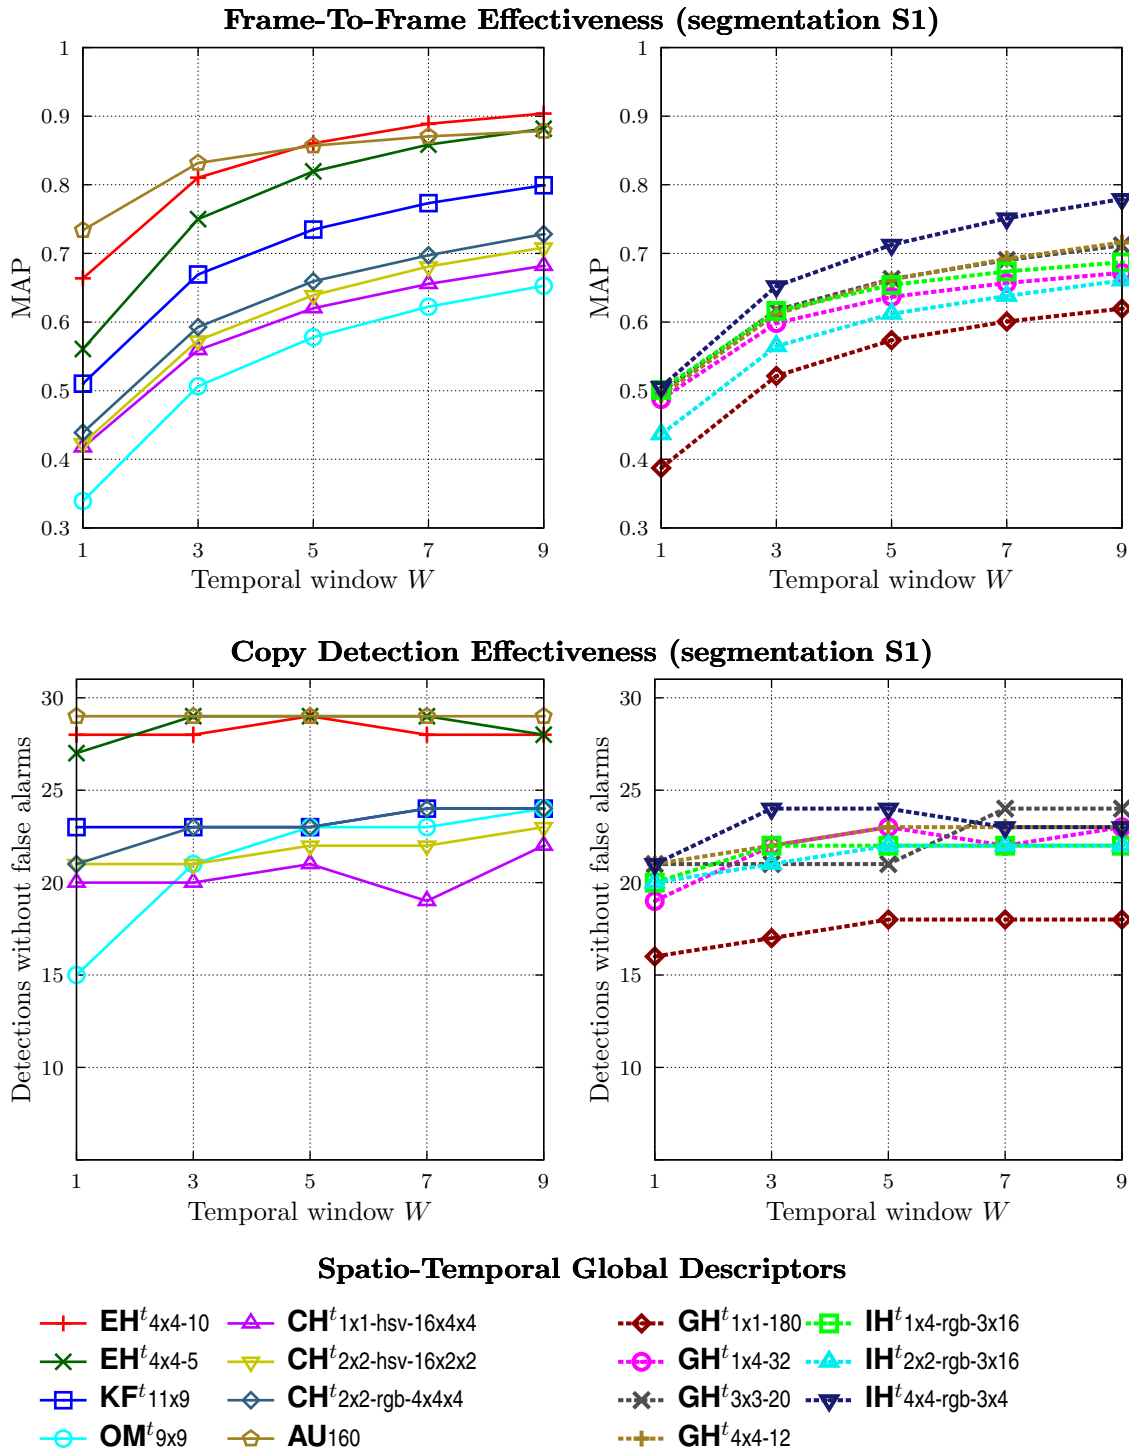 Frame-To-Frame Effectiveness (segmentation S1)
1
0.9
0.8
0.7
0.6
0.5
0.4
0.3
MAP
1 3 5 7 9
Temporal window W
1
0.9
0.8
0.7
0.6
0.5
0.4
0.3
MAP
1 3 5 7 9
Temporal window W
Copy Detection Effectiveness (segmentation S1)
30
25
20
15
10
Detections without false alarms
1 3 5 7 9
Temporal window W
30
25
20
15
10
Detections without false alarms
1 3 5 7 9
Temporal window W
Spatio-Temporal Global Descriptors
EHt4x4-10
EHt4x4-5
KFt11x9
OMt9x9
CHt1x1-hsv-16x4x4
CHt2x2-hsv-16x2x2
CHt2x2-rgb-4x4x4
AU160
GHt1x1-180
GHt1x4-32
GHt3x3-20
GHt4x4-12
IHt1x4-rgb-3x16
IHt2x2-rgb-3x16
IHt4x4-rgb-3x4